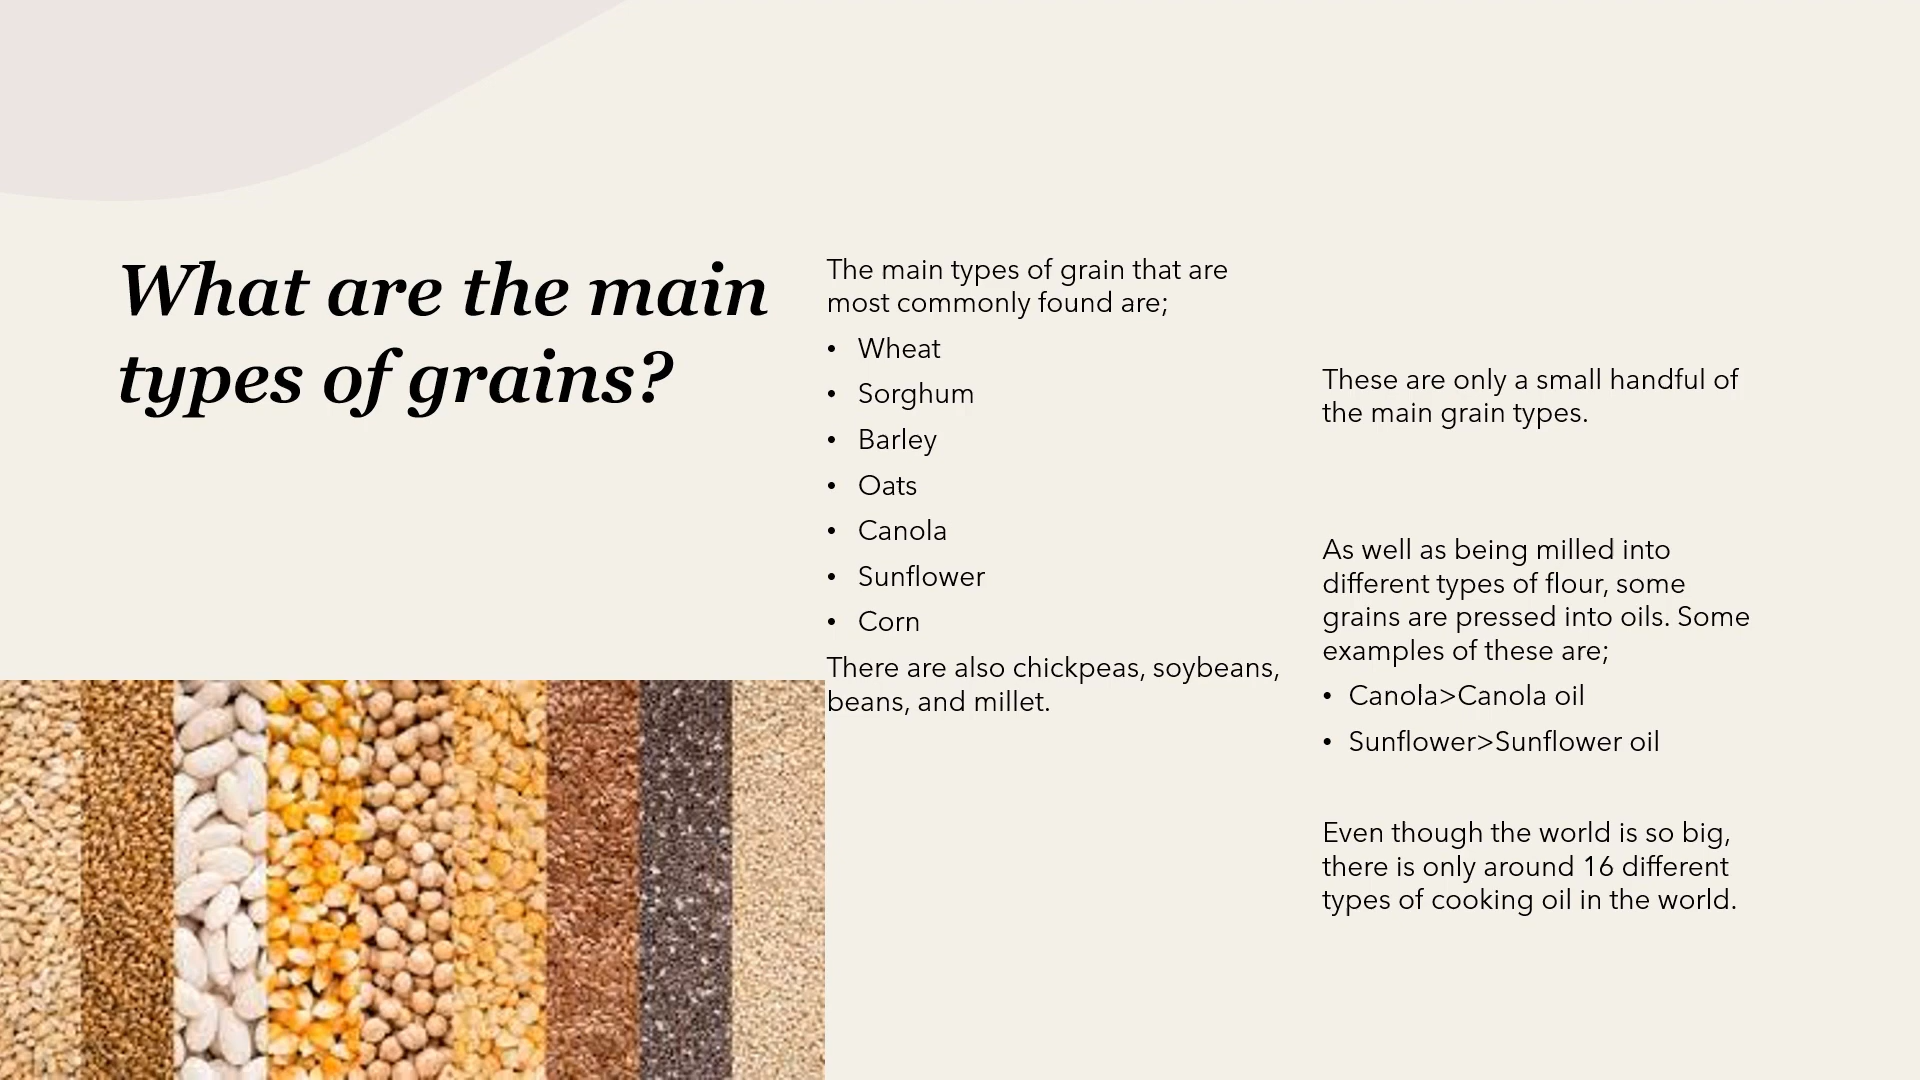 What are the main
types of grains?
The main types of grain that are
most commonly found are;
• Wheat
• Sorghum
• Barley
• Oats
• Canola
• Sunflower
• Corn
There are also chickpeas, soybeans,
beans, and millet.
These are only a small handful of
the main grain types.
As well as being milled into
different types of flour, some
grains are pressed into oils. Some
examples of these are;
• Canola>Canola oil
• Sunflower>Sunflower oil
Even though the world is so big,
there is only around 16 different
types of cooking oil in the world.